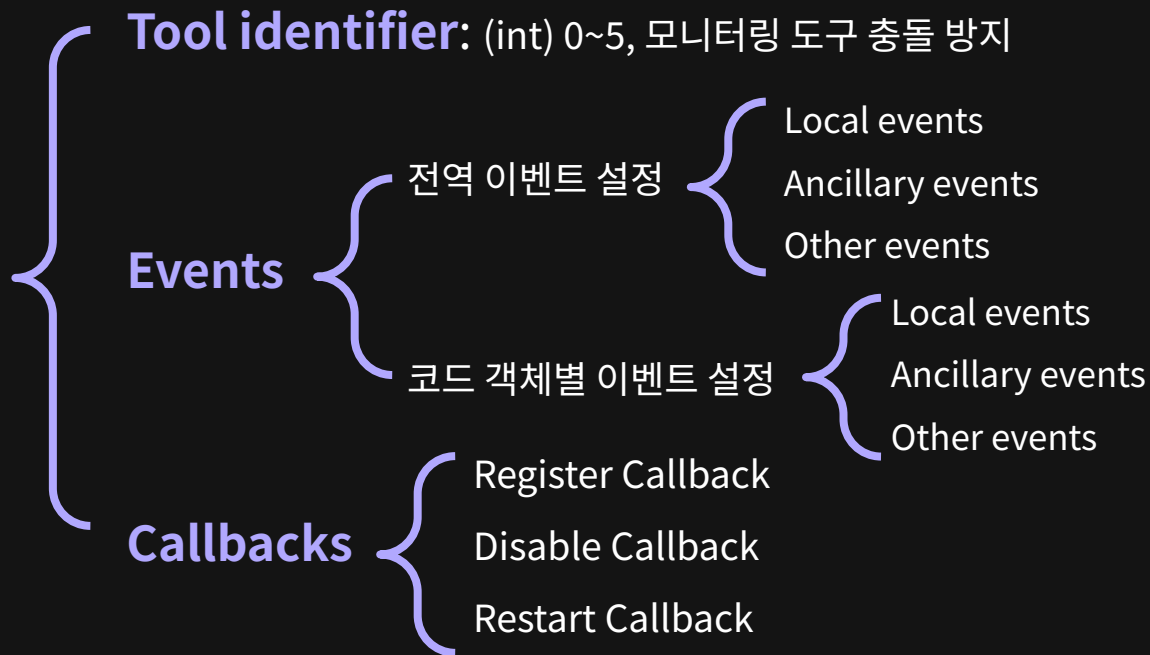 Tool identifier: (int) 0~5, 모니터링 도구 충돌 방지
Events
전역 이벤트 설정
Local events
Ancillary events
Other events
코드 객체별 이벤트 설정
Local events
Ancillary events
Other events
Callbacks
Register Callback
Disable Callback
Restart Callback